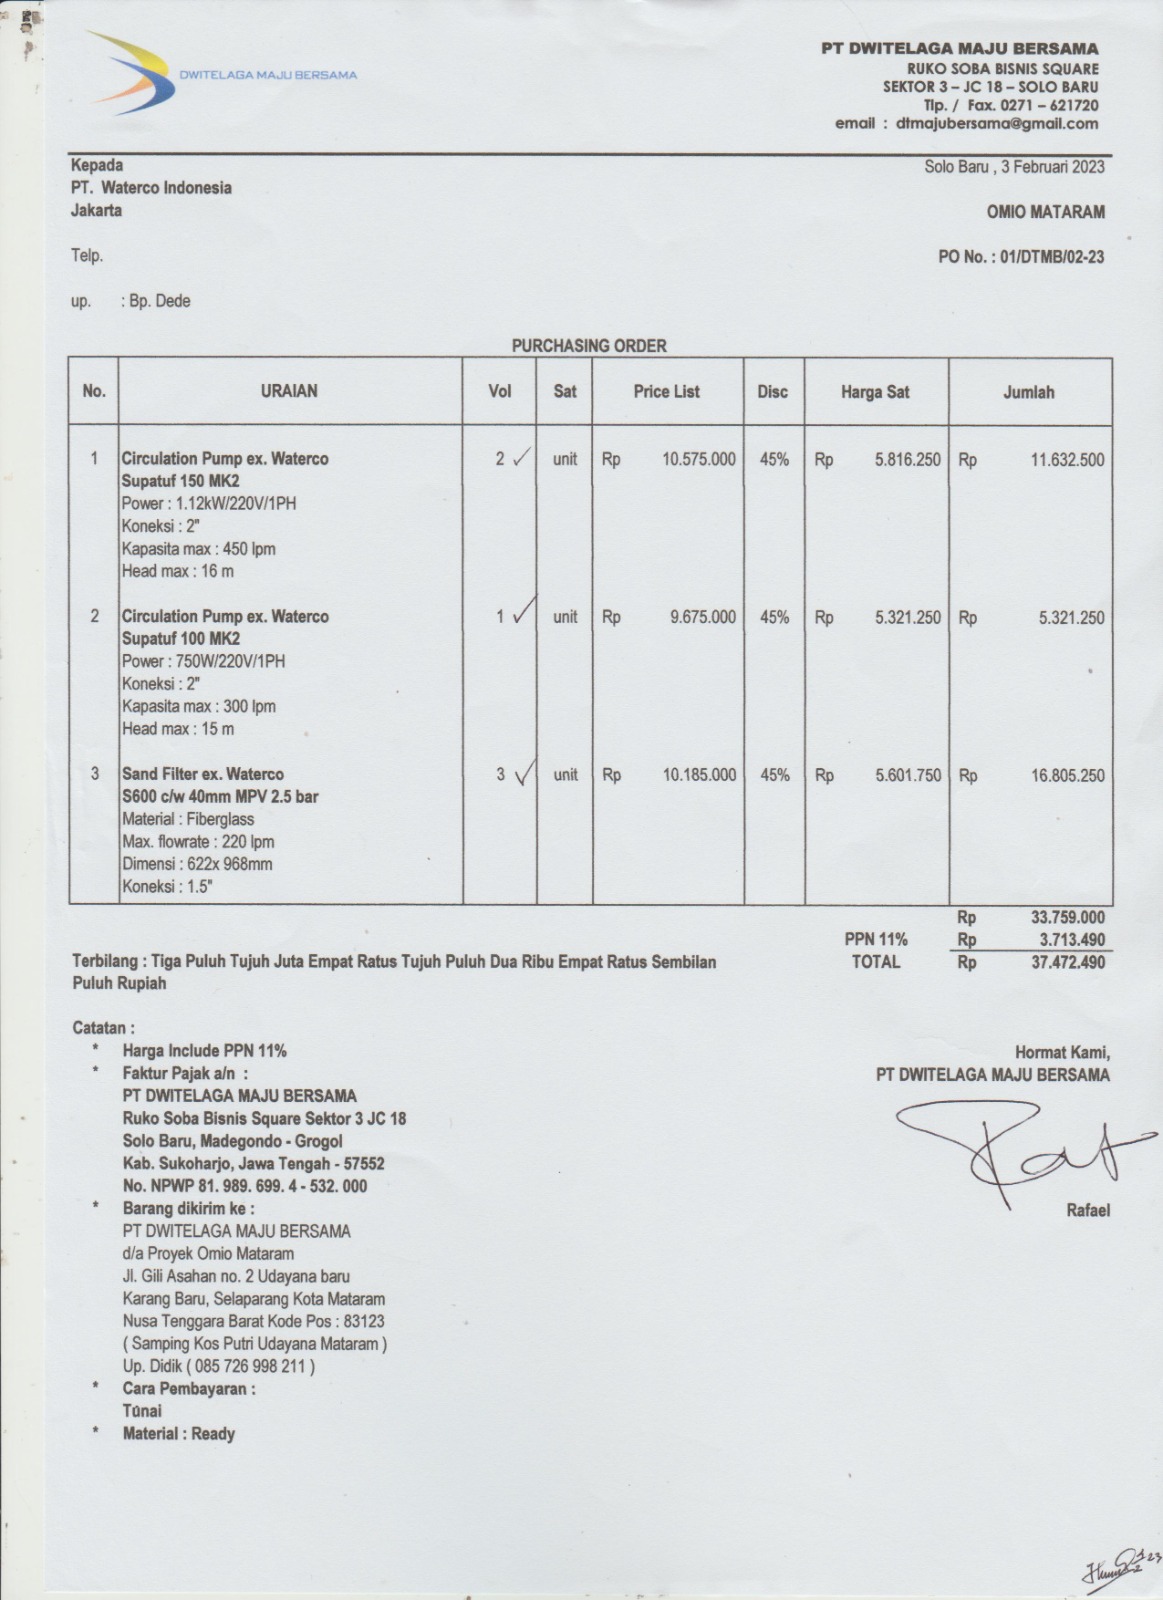 DWITELAGA MAJU BERSAMA
PT DWITELAGA MAJU BERSAMA
RUKO SOBA BISNIS SQUARE
SEKTOR 3 – JC 18 – SOLO BARU
Tlp. / Fax. 0271 – 621720
email : dtmajubersama@gmail.com
Kepada
Solo Baru , 3 Februari 2023
PT. Waterco Indonesia
Jakarta
OMIO MATARAM
Telp.
PO No. : 01/DTMB/02-23
up. : Bp. Dede
PURCHASING ORDER
No. URAIAN Vol Sat Price List Disc Harga Sat Jumlah
1 Circulation Pump ex. Waterco 2 ✓ unit Rp 10.575.000 45% Rp 5.816.250 Rp 11.632.500
Supatuf 150 MK2
Power : 1.12kW/220V/1PH
Koneksi : 2"
Kapasita max : 450 lpm
Head max : 16 m
2 Circulation Pump ex. Waterco 1 ✓ unit Rp 9.675.000 45% Rp 5.321.250 Rp 5.321.250
Supatuf 100 MK2
Power : 750W/220V/1PH
Koneksi : 2"
Kapasita max : 300 lpm
Head max : 15 m
3 Sand Filter ex. Waterco 3 ✓ unit Rp 10.185.000 45% Rp 5.601.750 Rp 16.805.250
S600 c/w 40mm MPV 2.5 bar
Material : Fiberglass
Max. flowrate : 220 lpm
Dimensi : 622x 968mm
Koneksi : 1.5"
Rp 33.759.000
PPN 11% Rp 3.713.490
Terbilang : Tiga Puluh Tujuh Juta Empat Ratus Tujuh Puluh Dua Ribu Empat Ratus Sembilan TOTAL Rp 37.472.490
Puluh Rupiah
Catatan :
* Harga Include PPN 11%
* Faktur Pajak a/n :
PT DWITELAGA MAJU BERSAMA
Ruko Soba Bisnis Square Sektor 3 JC 18
Solo Baru, Madegondo - Grogol
Kab. Sukoharjo, Jawa Tengah - 57552
No. NPWP 81. 989. 699. 4 - 532. 000
* Barang dikirim ke :
PT DWITELAGA MAJU BERSAMA
d/a Proyek Omio Mataram
Jl. Gili Asahan no. 2 Udayana baru
Karang Baru, Selaparang Kota Mataram
Nusa Tenggara Barat Kode Pos : 83123
( Samping Kos Putri Udayana Mataram )
Up. Didik ( 085 726 998 211 )
* Cara Pembayaran :
Tunai
* Material : Ready
Hormat Kami,
PT DWITELAGA MAJU BERSAMA
Rafael